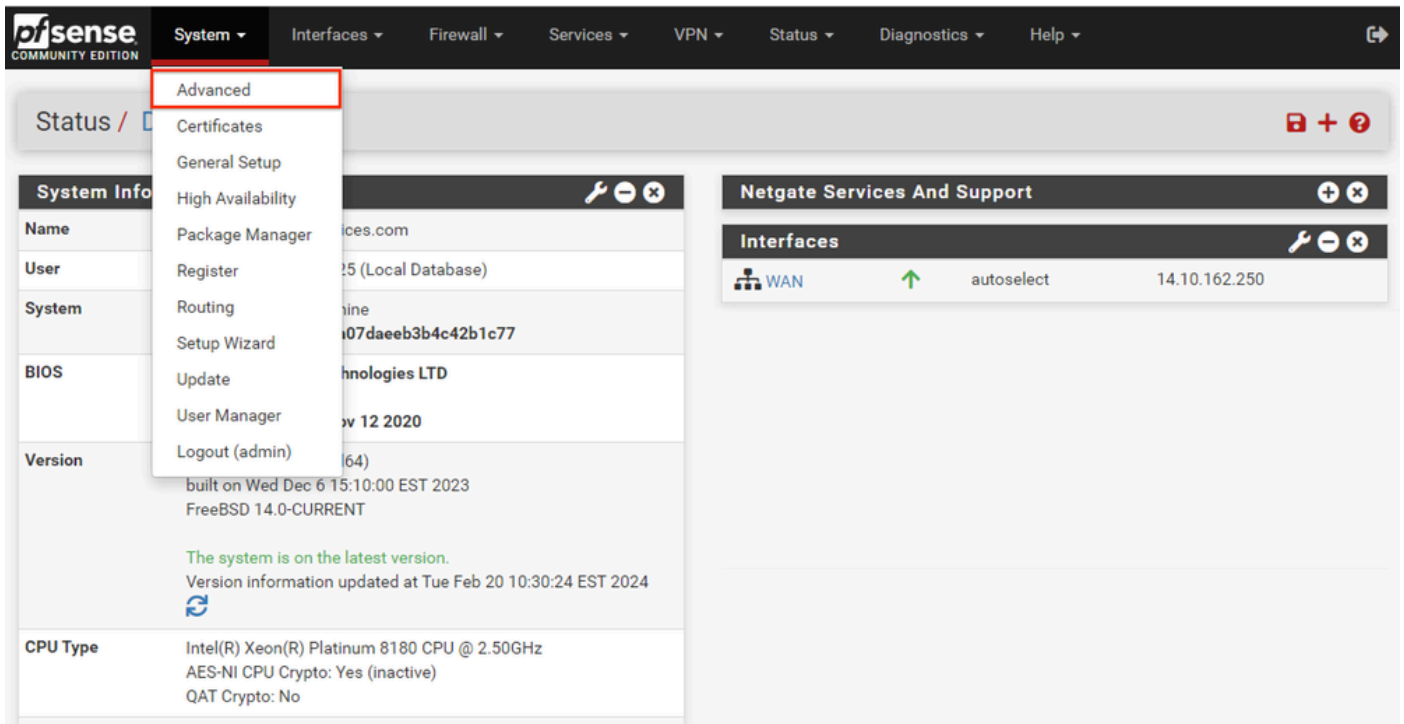 pfsense
COMMUNITY EDITION
System Interfaces Firewall Services VPN Status Diagnostics Help
Advanced
Certificates
General Setup
High Availability
Package Manager
Register
Routing
Setup Wizard
Update
User Manager
Logout (admin)
Status /
System Info
Name ices.com
User 25 (Local Database)
System hine
a07daeeb3b4c42b1c77
BIOS hnologies LTD
ov 12 2020
Version l64)
built on Wed Dec 6 15:10:00 EST 2023
FreeBSD 14.0-CURRENT
The system is on the latest version.
Version information updated at Tue Feb 20 10:30:24 EST 2024
CPU Type Intel(R) Xeon(R) Platinum 8180 CPU @ 2.50GHz
AES-NI CPU Crypto: Yes (inactive)
QAT Crypto: No
Netgate Services And Support
Interfaces
WAN autoselect 14.10.162.250